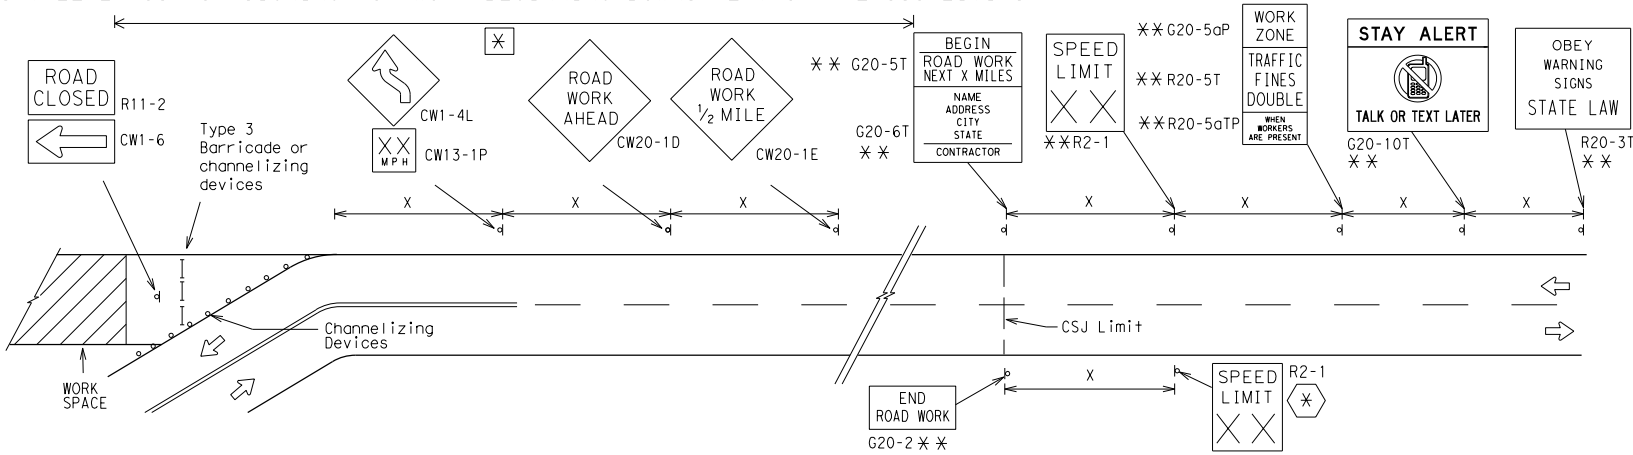 ROAD
CLOSED
R11-2
CW1-6
Type 3
Barricade or
channelizing
devices
CW1-4L
XX
MPH
CW13-1P
*
ROAD
WORK
AHEAD
CW20-1D
ROAD
WORK
1/2 MILE
CW20-1E
* * G20-5T
BEGIN
ROAD WORK
NEXT X MILES
NAME
ADDRESS
CITY
STATE
CONTRACTOR
G20-6T
* *
SPEED
LIMIT
X X
**R2-1
**G20-5aP
WORK
ZONE
**R20-5T
TRAFFIC
FINES
DOUBLE
**R20-5aTP
WHEN
WORKERS
ARE PRESENT
STAY ALERT
TALK OR TEXT LATER
G20-10T
* *
OBEY
WARNING
SIGNS
STATE LAW
R20-3T
* *
X X X X X X X
Channelizing
Devices
WORK
SPACE
CSJ Limit
END
ROAD WORK
G20-2 * *
X
SPEED
LIMIT
X X
R2-1
*